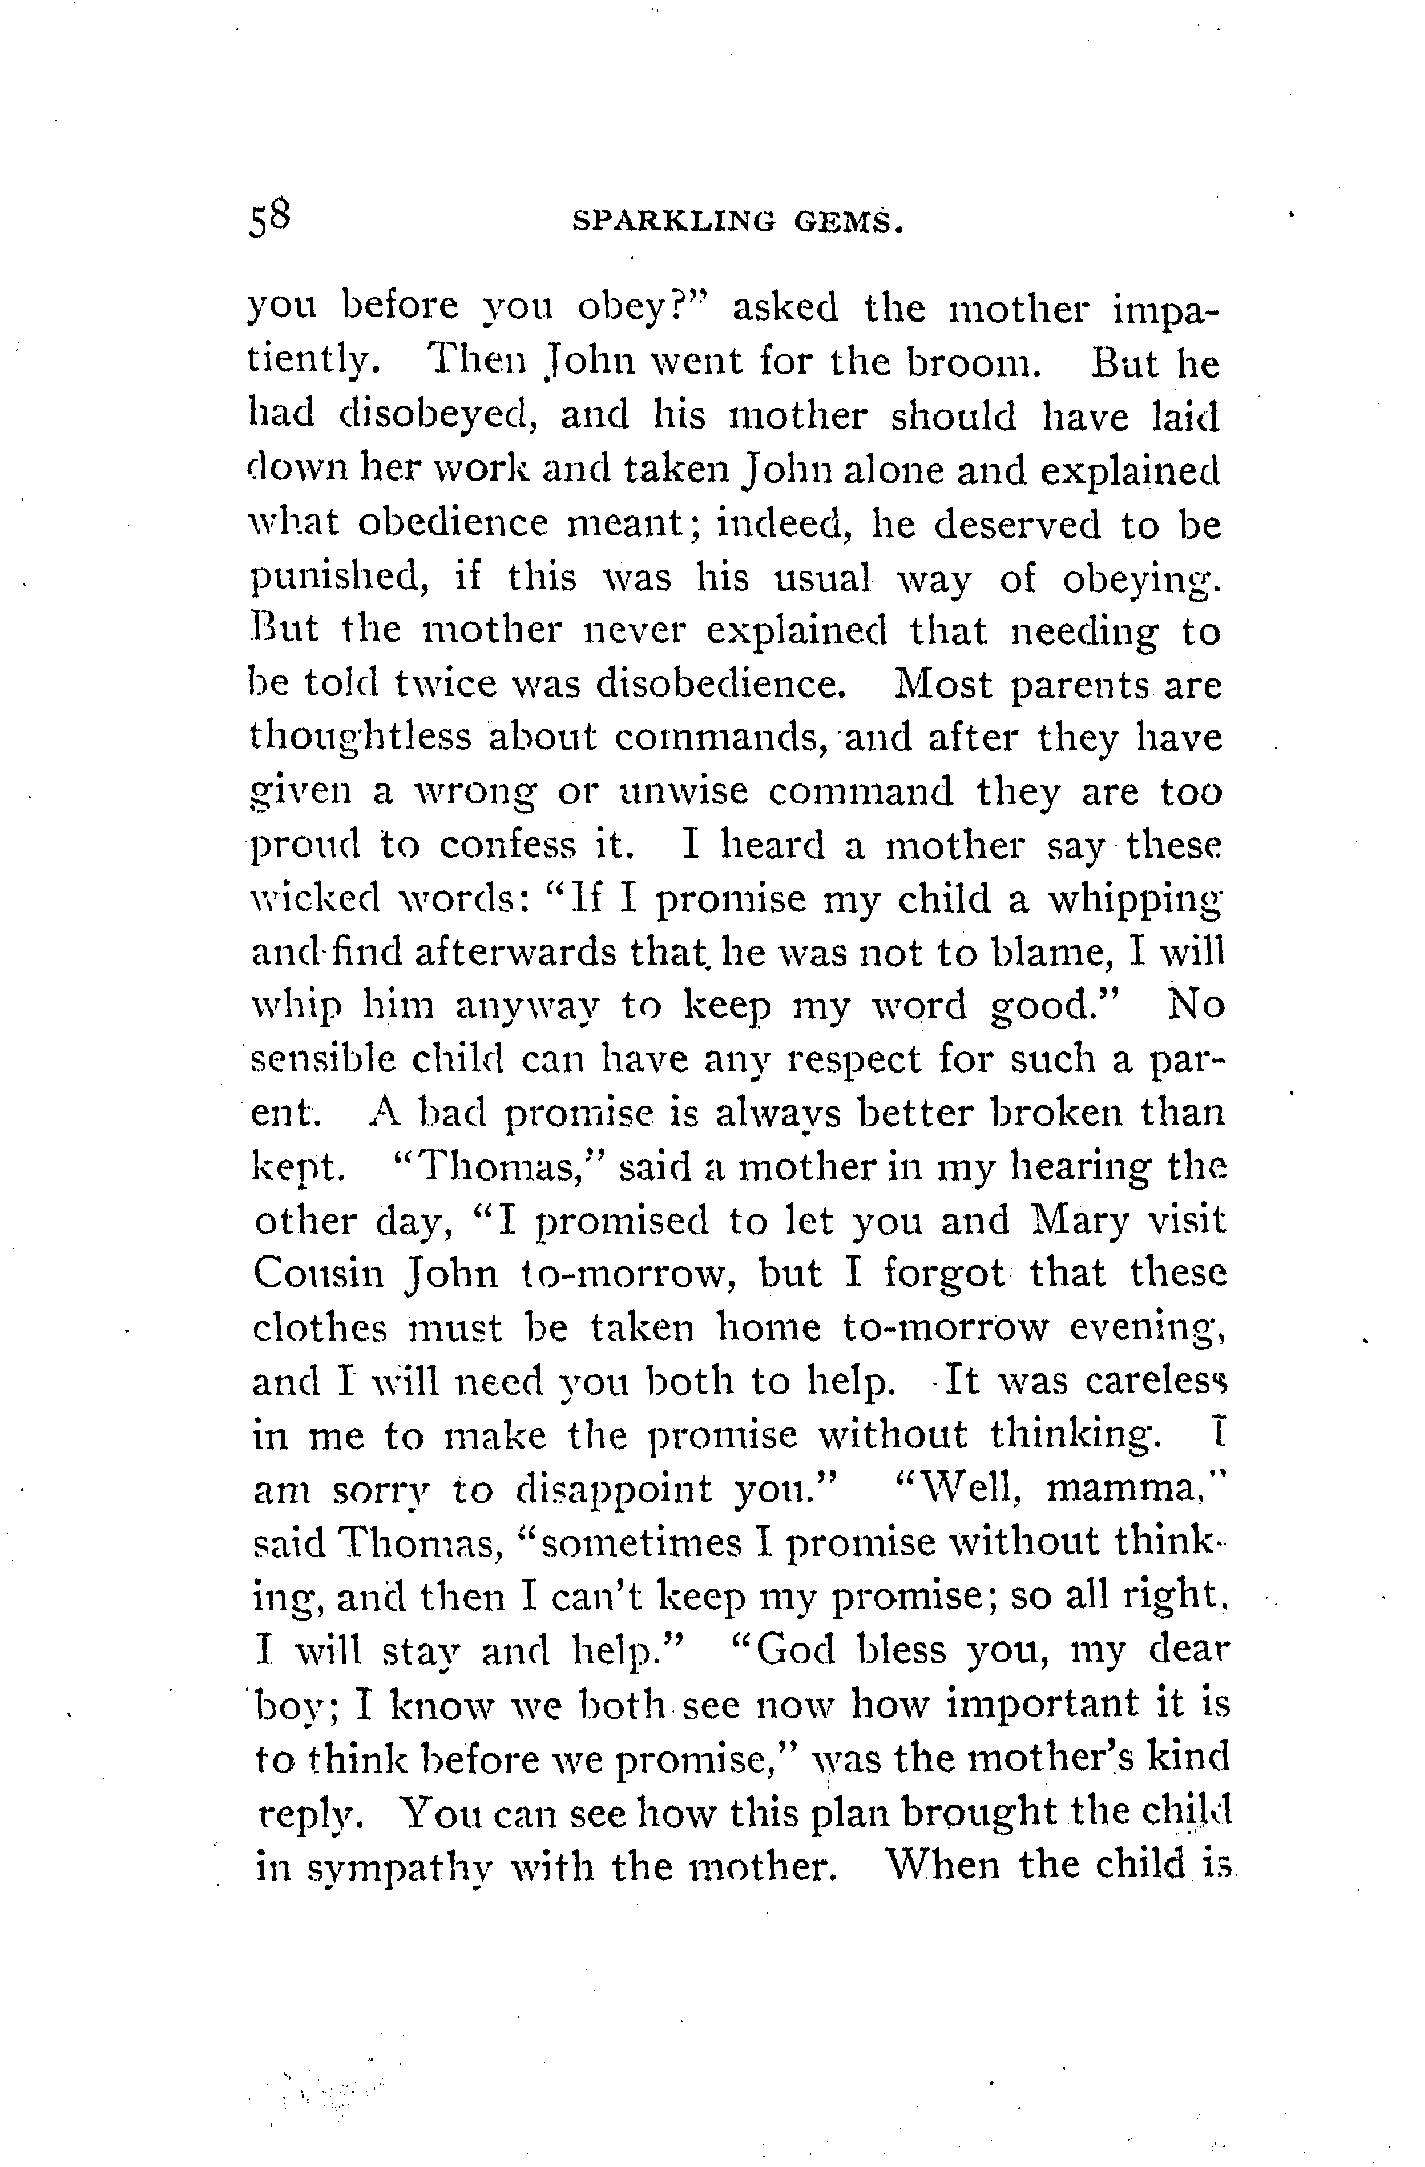 58 SPARKLING GEMS.
you before you obey?" asked the mother impa-
tiently. Then John went for the broom. But he
had disobeyed, and his mother should have laid
down her work and taken John alone and explained
what obedience meant; indeed, he deserved to be
punished, if this was his usual way of obeying.
But the mother never explained that needing to
be told twice was disobedience. Most parents are
thoughtless about commands, and after they have
given a wrong or unwise command they are too
proud to confess it. I heard a mother say these
wicked words: "If I promise my child a whipping
and find afterwards that he was not to blame, I will
whip him anyway to keep my word good." No
sensible child can have any respect for such a par-
ent. A bad promise is always better broken than
kept. "Thomas," said a mother in my hearing the
other day, "I promised to let you and Mary visit
Cousin John to-morrow, but I forgot that these
clothes must be taken home to-morrow evening,
and I will need you both to help. It was careless
in me to make the promise without thinking. I
am sorry to disappoint you." "Well, mamma,"
said Thomas, "sometimes I promise without think-
ing, and then I can't keep my promise; so all right,
I will stay and help." "God bless you, my dear
boy; I know we both see now how important it is
to think before we promise," was the mother's kind
reply. You can see how this plan brought the child
in sympathy with the mother. When the child is